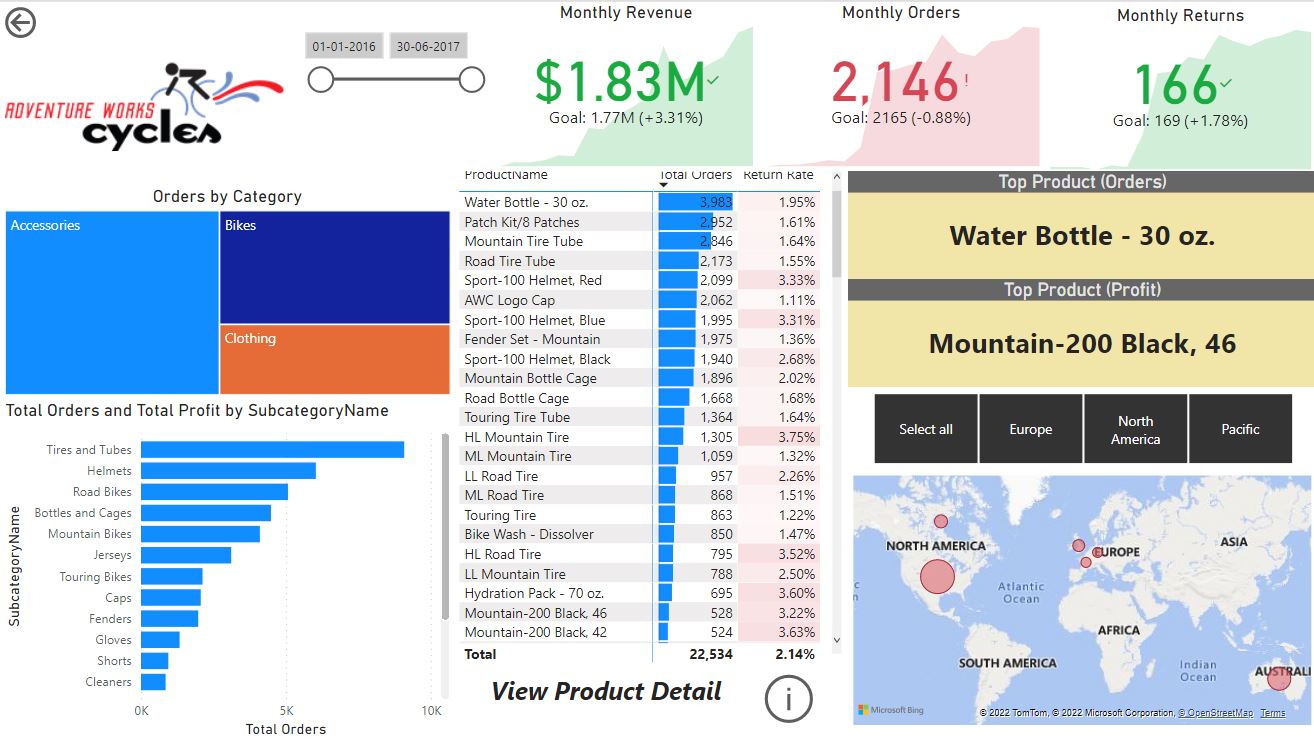 ADVENTURE WORKS
cycles
01-01-2016 30-06-2017
Monthly Revenue
$1.83M
Goal: 1.77M (+3.31%)
Monthly Orders
2,146 !
Goal: 2165 (-0.88%)
Monthly Returns
166
Goal: 169 (+1.78%)
Orders by Category
Accessories
Bikes
Clothing
Total Orders and Total Profit by SubcategoryName
SubcategoryName
Tires and Tubes
Helmets
Road Bikes
Bottles and Cages
Mountain Bikes
Jerseys
Touring Bikes
Caps
Fenders
Gloves
Shorts
Cleaners
0K 5K 10K
Total Orders
ProductName Total Orders Return Rate
Water Bottle - 30 oz. 3,983 1.95%
Patch Kit/8 Patches 2,952 1.61%
Mountain Tire Tube 2,846 1.64%
Road Tire Tube 2,173 1.55%
Sport-100 Helmet, Red 2,099 3.33%
AWC Logo Cap 2,062 1.11%
Sport-100 Helmet, Blue 1,995 3.31%
Fender Set - Mountain 1,975 1.36%
Sport-100 Helmet, Black 1,940 2.68%
Mountain Bottle Cage 1,896 2.02%
Road Bottle Cage 1,668 1.68%
Touring Tire Tube 1,364 1.64%
HL Mountain Tire 1,305 3.75%
ML Mountain Tire 1,059 1.32%
LL Road Tire 957 2.26%
ML Road Tire 868 1.51%
Touring Tire 863 1.22%
Bike Wash - Dissolver 850 1.47%
HL Road Tire 795 3.52%
LL Mountain Tire 788 2.50%
Hydration Pack - 70 oz. 695 3.60%
Mountain-200 Black, 46 528 3.22%
Mountain-200 Black, 42 524 3.63%
Total 22,534 2.14%
View Product Detail
i
Top Product (Orders)
Water Bottle - 30 oz.
Top Product (Profit)
Mountain-200 Black, 46
Select all
Europe
North
America
Pacific
NORTH AMERICA
EUROPE
ASIA
Atlantic
Ocean
AFRICA
SOUTH AMERICA
Indian
Ocean
AUSTRALI
Microsoft Bing
© 2022 TomTom, © 2022 Microsoft Corporation, © OpenStreetMap Terms